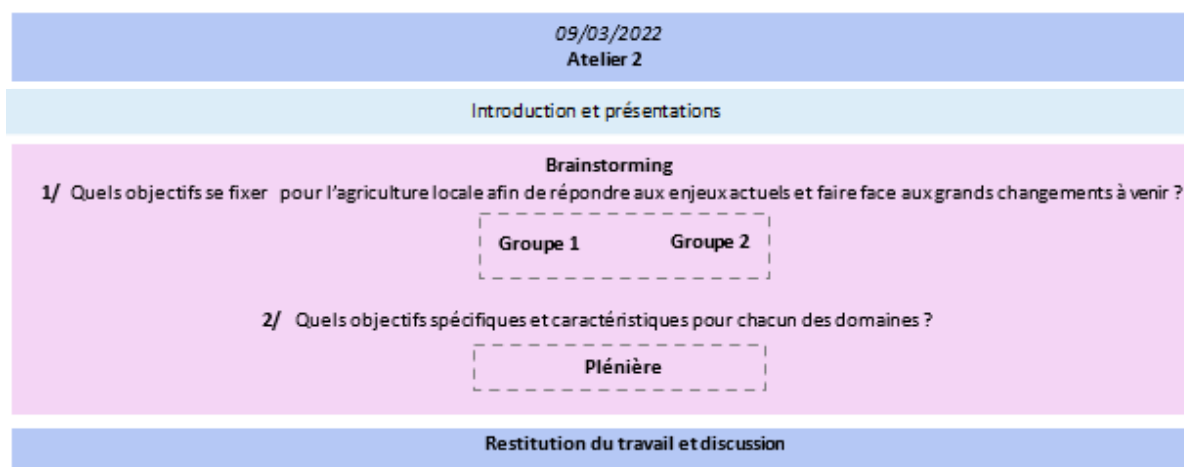 09/03/2022
Atelier 2
Introduction et présentations
Brainstorming
1/ Quels objectifs se fixer pour l'agriculture locale afin de répondre aux enjeux actuels et faire face aux grands changements à venir ?
Groupe 1 Groupe 2
2/ Quels objectifs spécifiques et caractéristiques pour chacun des domaines ?
Plénière
Restitution du travail et discussion